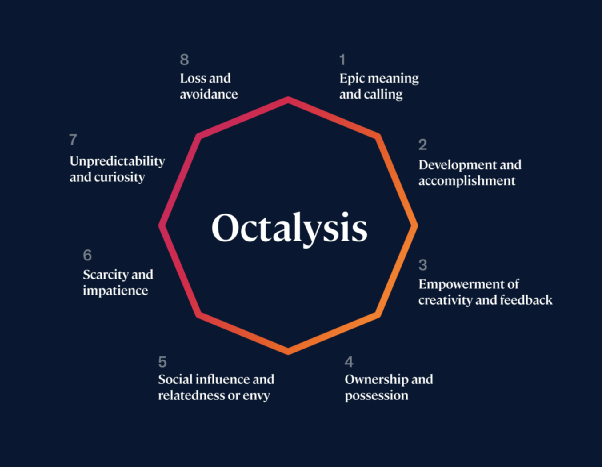 8
Loss and
avoidance
1
Epic meaning
and calling
7
Unpredictability
and curiosity
2
Development and
accomplishment
Octalysis
6
Scarcity and
impatience
3
Empowerment of
creativity and feedback
5
Social influence and
relatedness or envy
4
Ownership and
possession